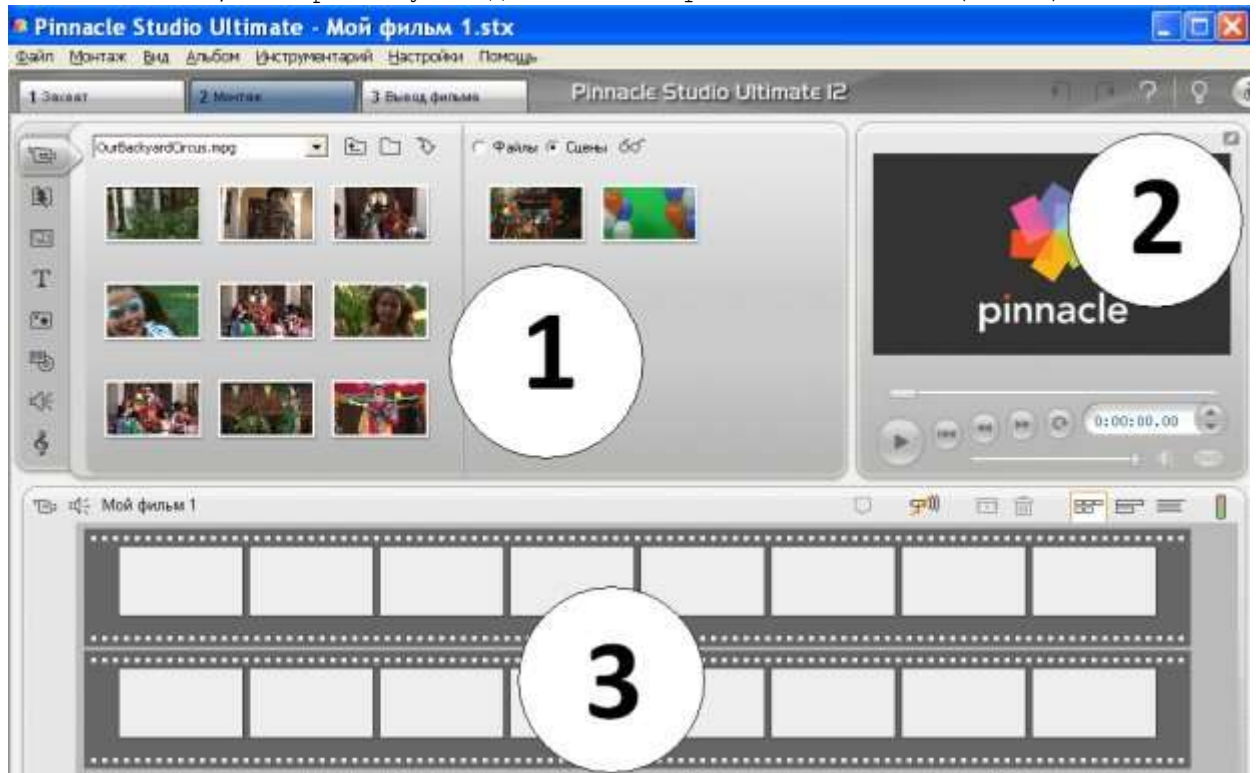 Pinnacle Studio Ultimate - Мой фильм 1.stx
Файл Монтаж Вид Альбом Инструментарий Настройки Помощь
1 Захват 2 Монтаж 3 Вывод фильма Pinnacle Studio Ultimate 12
OurBackyardCircus.mpg Файлы Сцены
1
2
pinnacle
0:00:00.00
Мой фильм 1
3